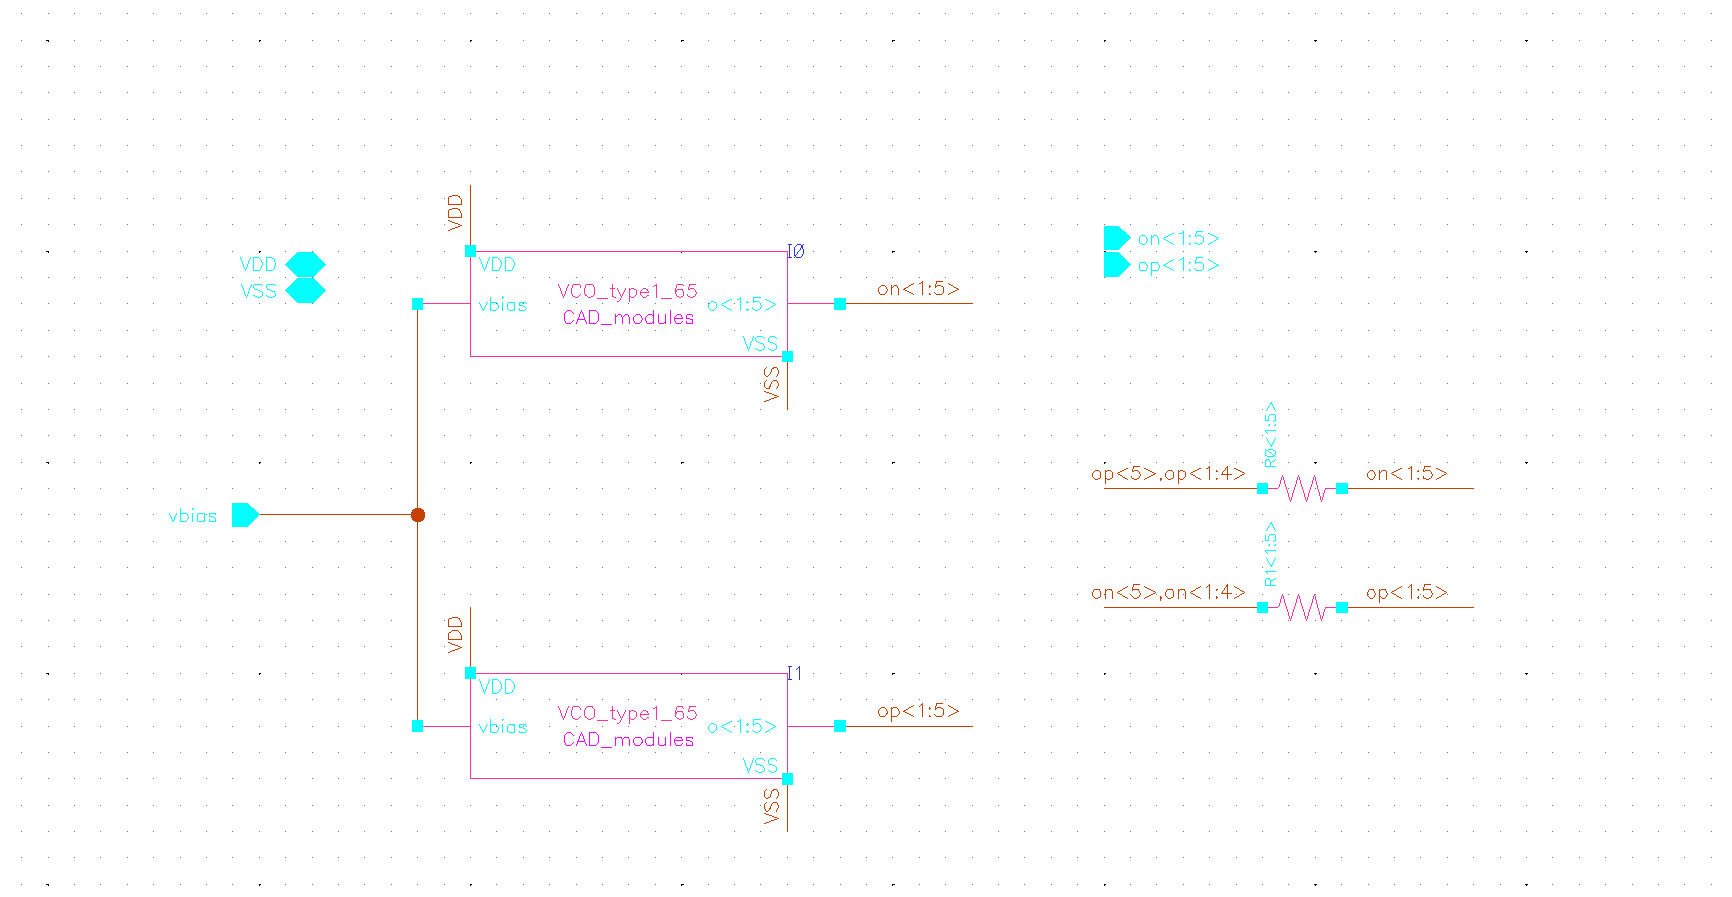 VDD
I0
VDD
VCO_type1_65
CAD_modules
vbias
o<1:5>
VSS
VSS
on<1:5>
VDD
VSS
vbias
VDD
I1
VDD
VCO_type1_65
CAD_modules
vbias
o<1:5>
VSS
VSS
op<1:5>
on<1:5>
op<1:5>
R0<1:5>
op<5>,op<1:4>
on<1:5>
R1<1:5>
on<5>,on<1:4>
op<1:5>